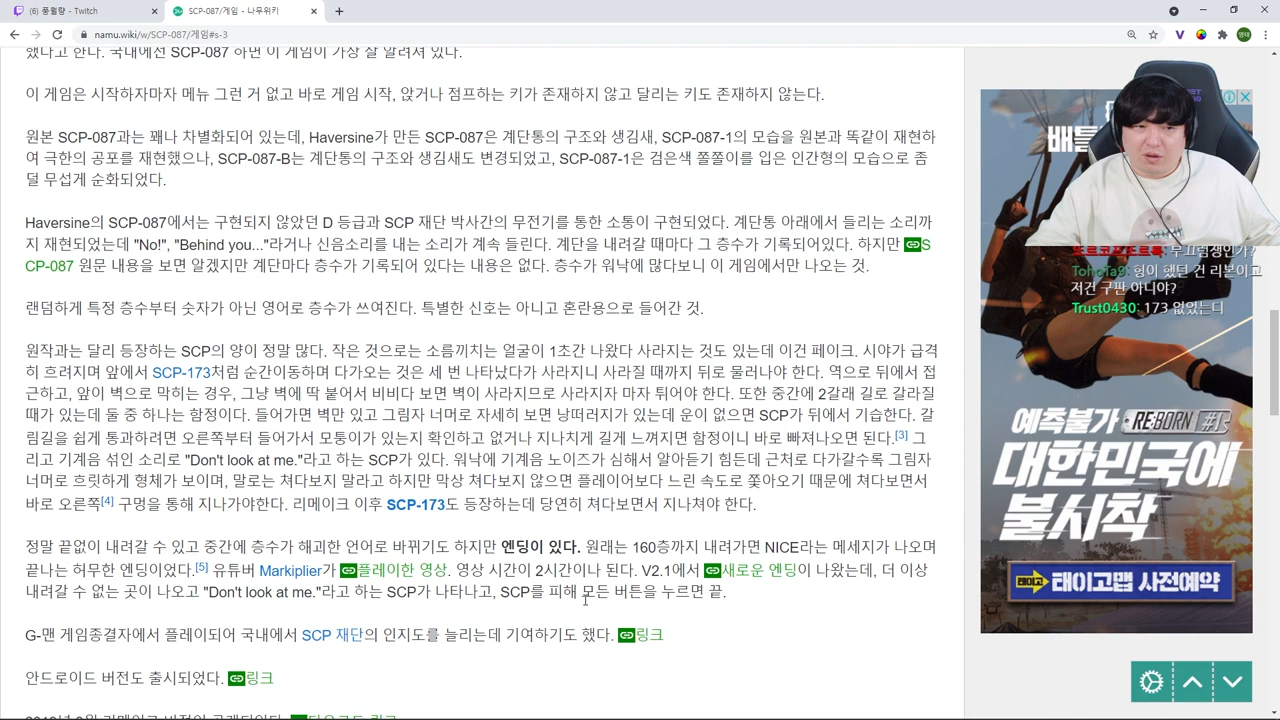 (6) 풍월량 - Twitch
SCP-087/게임 - 나무위키
namu.wiki/w/SCP-087/게임#s-3
했다고 한다. 국내에선 SCP-087 하면 이 게임이 가장 잘 알려져 있다.
이 게임은 시작하자마자 메뉴 그런 거 없고 바로 게임 시작, 앉거나 점프하는 키가 존재하지 않고 달리는 키도 존재하지 않는다.
원본 SCP-087과는 꽤나 차별화되어 있는데, Haversine가 만든 SCP-087은 계단통의 구조와 생김새, SCP-087-1의 모습을 원본과 똑같이 재현하
여 극한의 공포를 재현했으나, SCP-087-B는 계단통의 구조와 생김새도 변경되었고, SCP-087-1은 검은색 쫄쫄이를 입은 인간형의 모습으로 좀
덜 무섭게 순화되었다.
Haversine의 SCP-087에서는 구현되지 않았던 D 등급과 SCP 재단 박사간의 무전기를 통한 소통이 구현되었다. 계단통 아래에서 들리는 소리까
지 재현되었는데 "No!", "Behind you..."라거나 신음소리를 내는 소리가 계속 들린다. 계단을 내려갈 때마다 그 층수가 기록되어있다. 하지만 S
CP-087 원문 내용을 보면 알겠지만 계단마다 층수가 기록되어 있다는 내용은 없다. 층수가 워낙에 많다보니 이 게임에서만 나오는 것.
랜덤하게 특정 층수부터 숫자가 아닌 영어로 층수가 쓰여진다. 특별한 신호는 아니고 혼란용으로 들어간 것.
원작과는 달리 등장하는 SCP의 양이 정말 많다. 작은 것으로는 소름끼치는 얼굴이 1초간 나왔다 사라지는 것도 있는데 이건 페이크. 시야가 급격
히 흐려지며 앞에서 SCP-173처럼 순간이동하며 다가오는 것은 세 번 나타났다가 사라지니 사라질 때까지 뒤로 물러나야 한다. 역으로 뒤에서 접
근하고, 앞이 벽으로 막히는 경우, 그냥 벽에 딱 붙어서 비비다 보면 벽이 사라지므로 사라지자 마자 튀어야 한다. 또한 중간에 2갈래 길로 갈라질
때가 있는데 둘 중 하나는 함정이다. 들어가면 벽만 있고 그림자 너머로 자세히 보면 낭떠러지가 있는데 운이 없으면 SCP가 뒤에서 기습한다. 갈
림길을 쉽게 통과하려면 오른쪽부터 들어가서 모퉁이가 있는지 확인하고 없거나 지나치게 길게 느껴지면 함정이니 바로 빠져나오면 된다.[3] 그
리고 기계음 섞인 소리로 "Don't look at me."라고 하는 SCP가 있다. 워낙에 기계음 노이즈가 심해서 알아듣기 힘든데 근처로 다가갈수록 그림자
너머로 흐릿하게 형체가 보이며, 말로는 쳐다보지 말라고 하지만 막상 쳐다보지 않으면 플레이어보다 느린 속도로 쫓아오기 때문에 쳐다보면서
바로 오른쪽[4] 구멍을 통해 지나가야한다. 리메이크 이후 SCP-173도 등장하는데 당연히 쳐다보면서 지나쳐야 한다.
정말 끝없이 내려갈 수 있고 중간에 층수가 해괴한 언어로 바뀌기도 하지만 엔딩이 있다. 원래는 160층까지 내려가면 NICE라는 메세지가 나오며
끝나는 허무한 엔딩이었다.[5] 유튜버 Markiplier가 플레이한 영상. 영상 시간이 2시간이나 된다. V2.1에서 새로운 엔딩이 나왔는데, 더 이상
내려갈 수 없는 곳이 나오고 "Don't look at me."라고 하는 SCP가 나타나고, SCP를 피해 모든 버튼을 누르면 끝.
G-맨 게임종결자에서 플레이되어 국내에서 SCP 재단의 인지도를 늘리는데 기여하기도 했다. 링크
안드로이드 버전도 출시되었다. 링크
배틀
또르코프또르륵: 부끄럼쟁인가?
TohoTa9: 형이 했던 건 리본이고
저건 구판 아니야?
Trust0430: 173 없었는디
예측불가 RE:BORN #1
대한민국에
불시착
태이고 태이고맵 사전예약